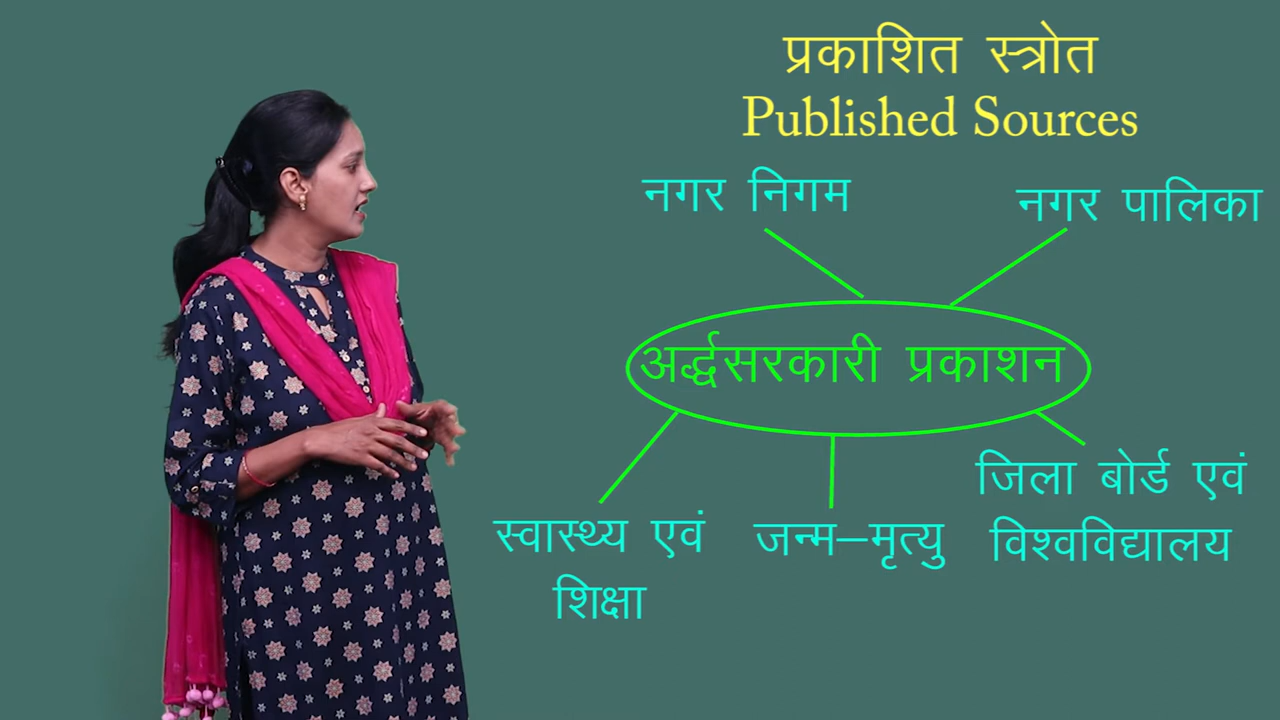 प्रकाशित स्त्रोत
Published Sources
नगर निगम
नगर पालिका
अर्द्धसरकारी प्रकाशन
स्वास्थ्य एवं
शिक्षा
जन्म–मृत्यु
जिला बोर्ड एवं
विश्वविद्यालय